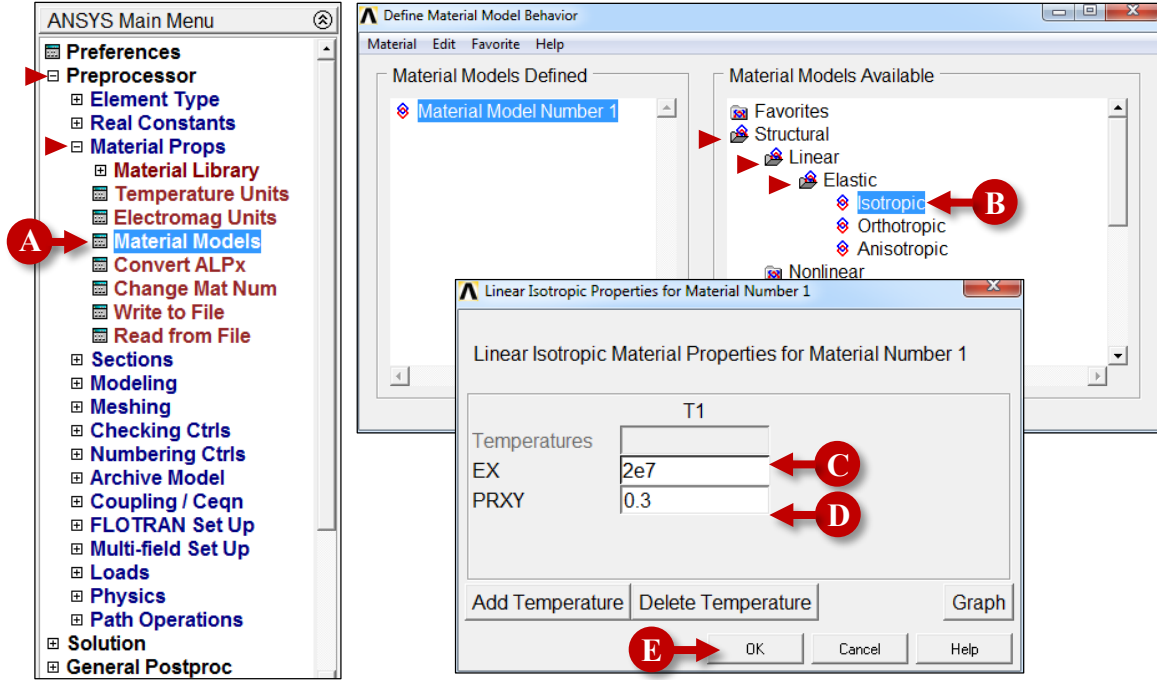 ANSYS Main Menu
Preferences
Preprocessor
Element Type
Real Constants
Material Props
Material Library
Temperature Units
Electromag Units
A
Material Models
Convert ALPx
Change Mat Num
Write to File
Read from File
Sections
Modeling
Meshing
Checking Ctrls
Numbering Ctrls
Archive Model
Coupling / Ceqn
FLOTRAN Set Up
Multi-field Set Up
Loads
Physics
Path Operations
Solution
General Postproc
Define Material Model Behavior
Material Edit Favorite Help
Material Models Defined
Material Model Number 1
Material Models Available
Favorites
Structural
Linear
Elastic
Isotropic B
Orthotropic
Anisotropic
Nonlinear
Linear Isotropic Properties for Material Number 1
Linear Isotropic Material Properties for Material Number 1
T1
Temperatures
EX 2e7 C
PRXY 0.3 D
Add Temperature Delete Temperature Graph
E OK Cancel Help